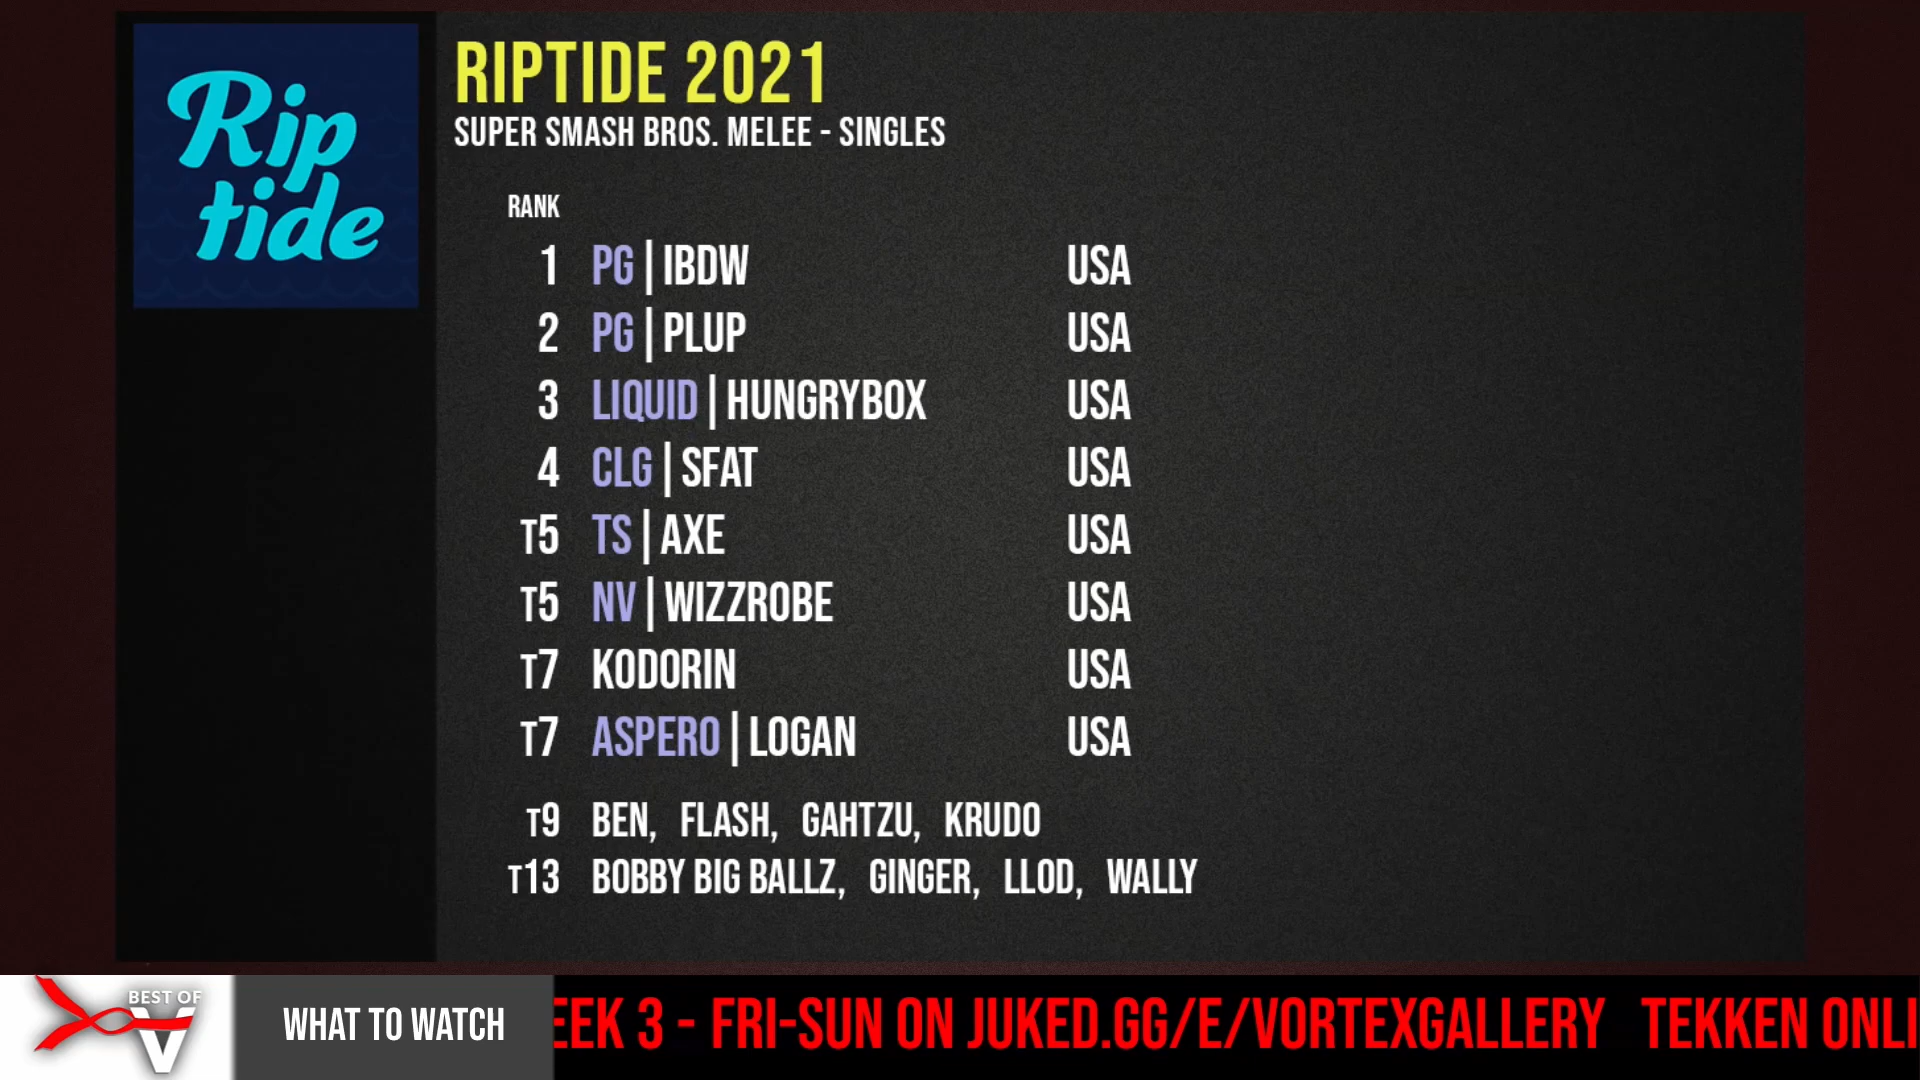 Rip
tide
RIPTIDE 2021
SUPER SMASH BROS. MELEE - SINGLES
RANK
1 PG | IBDW USA
2 PG | PLUP USA
3 LIQUID | HUNGRYBOX USA
4 CLG | SFAT USA
T5 TS | AXE USA
T5 NV | WIZZROBE USA
T7 KODORIN USA
T7 ASPERO | LOGAN USA
T9 BEN, FLASH, GAHTZU, KRUDO
T13 BOBBY BIG BALLZ, GINGER, LLOD, WALLY
BEST OF
V
WHAT TO WATCH
EEK 3 - FRI-SUN ON JUKED.GG/E/VORTEXGALLERY TEKKEN ONLI